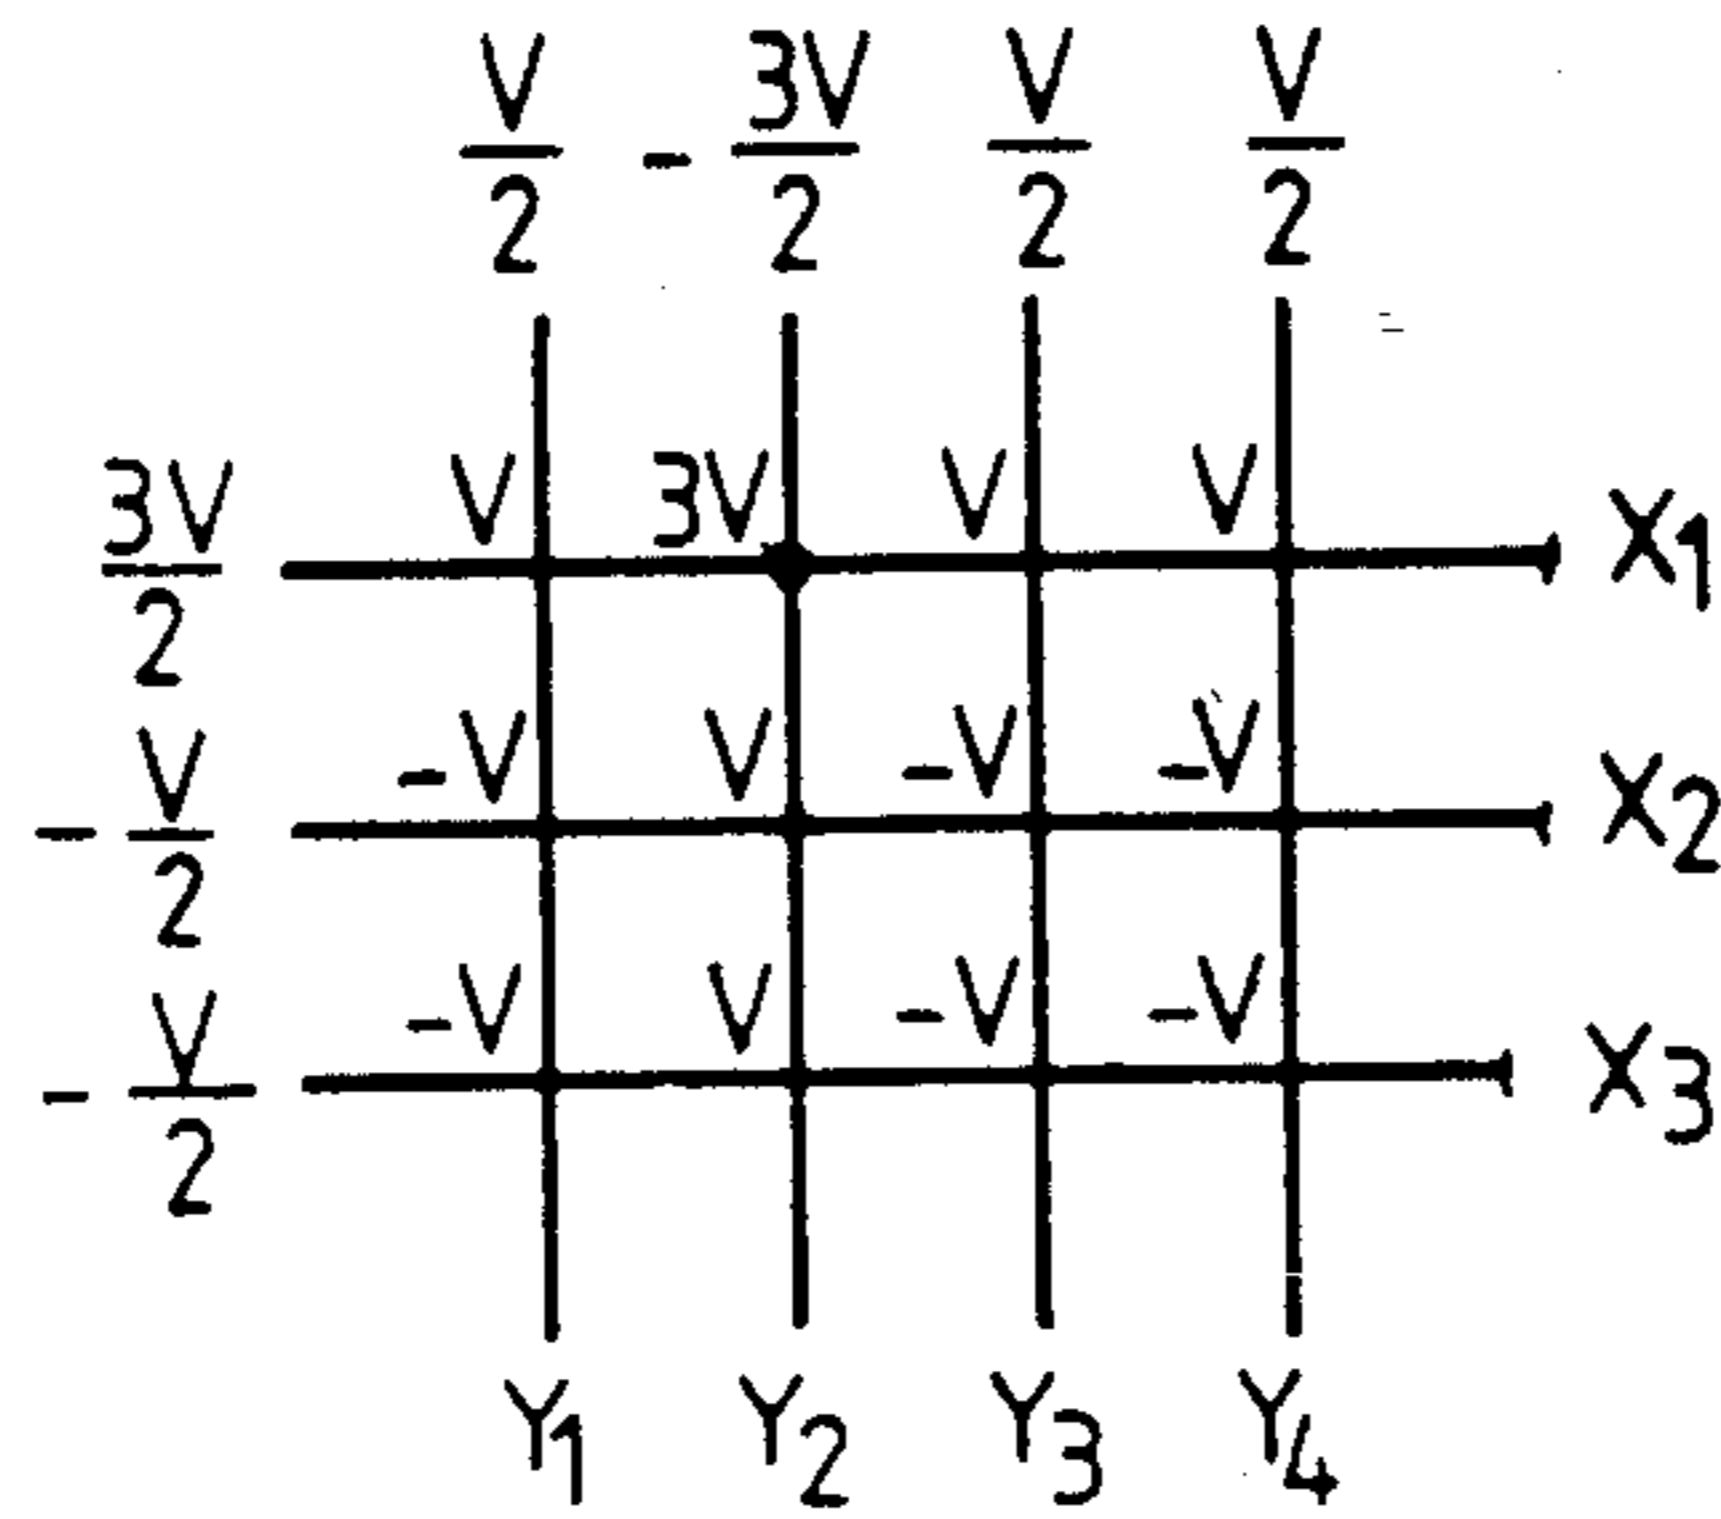 V/2 - 3V/2 V/2 V/2
3V/2 V 3V V V X1
- V/2 -V V -V -V X2
- V/2 -V V -V -V X3
Y1 Y2 Y3 Y4